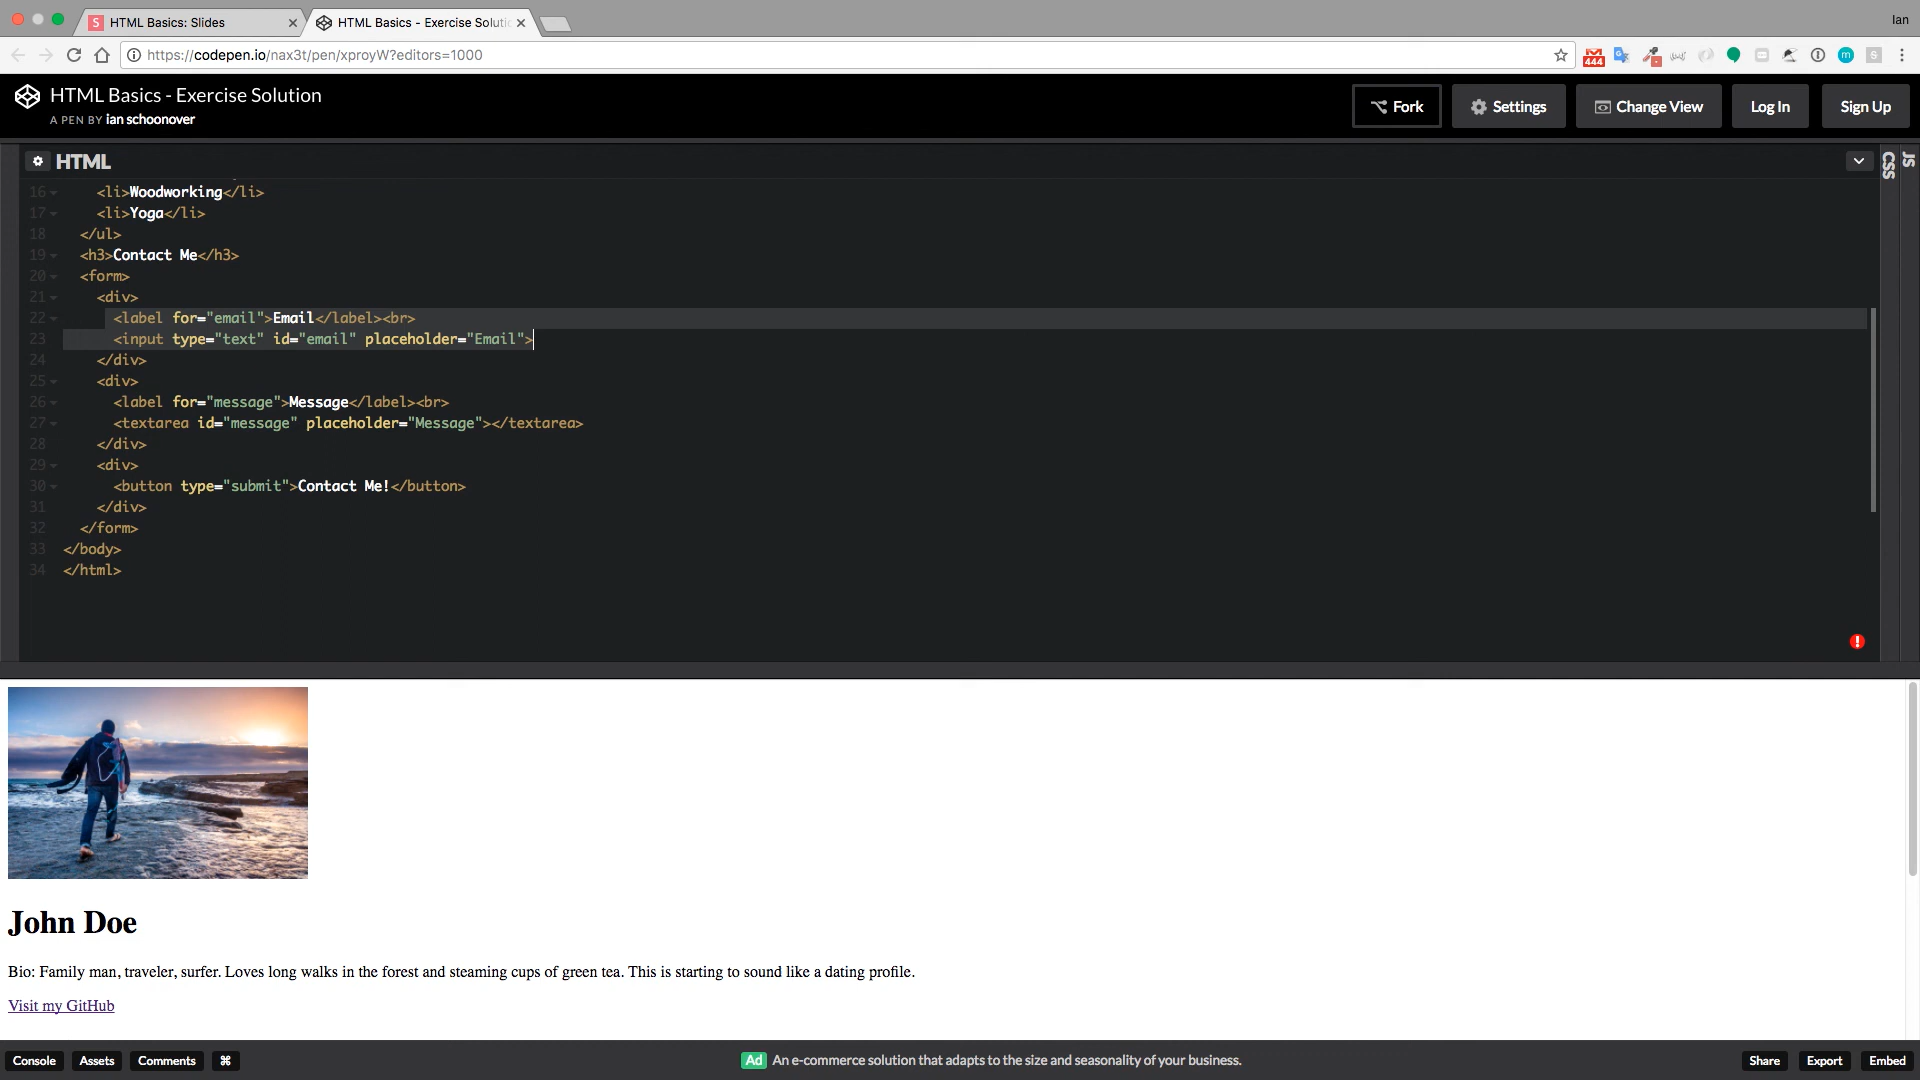 HTML Basics: Slides
HTML Basics - Exercise Solutio
Ian
https://codepen.io/nax3t/pen/xproyW?editors=1000
444
HTML Basics - Exercise Solution
A PEN BY ian schoonover
Fork
Settings
Change View
Log In
Sign Up
HTML
CSS
JS
16 <li>Woodworking</li>
17 <li>Yoga</li>
18 </ul>
19 <h3>Contact Me</h3>
20 <form>
21 <div>
22 <label for="email">Email</label><br>
23 <input type="text" id="email" placeholder="Email">
24 </div>
25 <div>
26 <label for="message">Message</label><br>
27 <textarea id="message" placeholder="Message"></textarea>
28 </div>
29 <div>
30 <button type="submit">Contact Me!</button>
31 </div>
32 </form>
33 </body>
34 </html>
John Doe
Bio: Family man, traveler, surfer. Loves long walks in the forest and steaming cups of green tea. This is starting to sound like a dating profile.
Visit my GitHub
Console
Assets
Comments
⌘
Ad An e-commerce solution that adapts to the size and seasonality of your business.
Share
Export
Embed